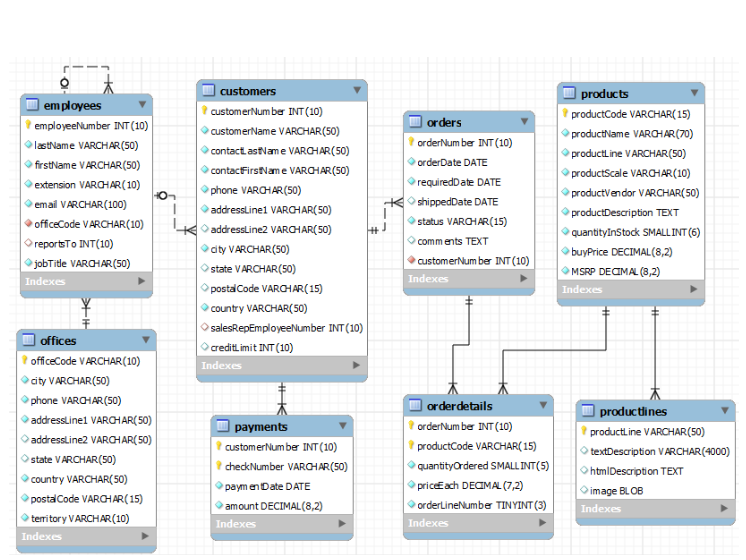 employees
employeeNumber INT(10)
lastName VARCHAR(50)
firstName VARCHAR(50)
extension VARCHAR(10)
email VARCHAR(100)
officeCode VARCHAR(10)
reportsTo INT(10)
jobTitle VARCHAR(50)
Indexes
offices
officeCode VARCHAR(10)
city VARCHAR(50)
phone VARCHAR(50)
addressLine1 VARCHAR(50)
addressLine2 VARCHAR(50)
state VARCHAR(50)
country VARCHAR(50)
postalCode VARCHAR(15)
territory VARCHAR(10)
Indexes
customers
customerNumber INT(10)
customerName VARCHAR(50)
contactLastName VARCHAR(50)
contactFirstName VARCHAR(50)
phone VARCHAR(50)
addressLine1 VARCHAR(50)
addressLine2 VARCHAR(50)
city VARCHAR(50)
state VARCHAR(50)
postalCode VARCHAR(15)
country VARCHAR(50)
salesRepEmployeeNumber INT(10)
creditLimit INT(10)
Indexes
payments
customerNumber INT(10)
checkNumber VARCHAR(50)
paymentDate DATE
amount DECIMAL(8,2)
Indexes
orders
orderNumber INT(10)
orderDate DATE
requiredDate DATE
shippedDate DATE
status VARCHAR(15)
comments TEXT
customerNumber INT(10)
Indexes
orderdetails
orderNumber INT(10)
productCode VARCHAR(15)
quantityOrdered SMALLINT(5)
priceEach DECIMAL(7,2)
orderLineNumber TINYINT(3)
Indexes
products
productCode VARCHAR(15)
productName VARCHAR(70)
productLine VARCHAR(50)
productScale VARCHAR(10)
productVendor VARCHAR(50)
productDescription TEXT
quantityInStock SMALLINT(6)
buyPrice DECIMAL(8,2)
MSRP DECIMAL(8,2)
Indexes
productlines
productLine VARCHAR(50)
textDescription VARCHAR(4000)
htmlDescription TEXT
image BLOB
Indexes